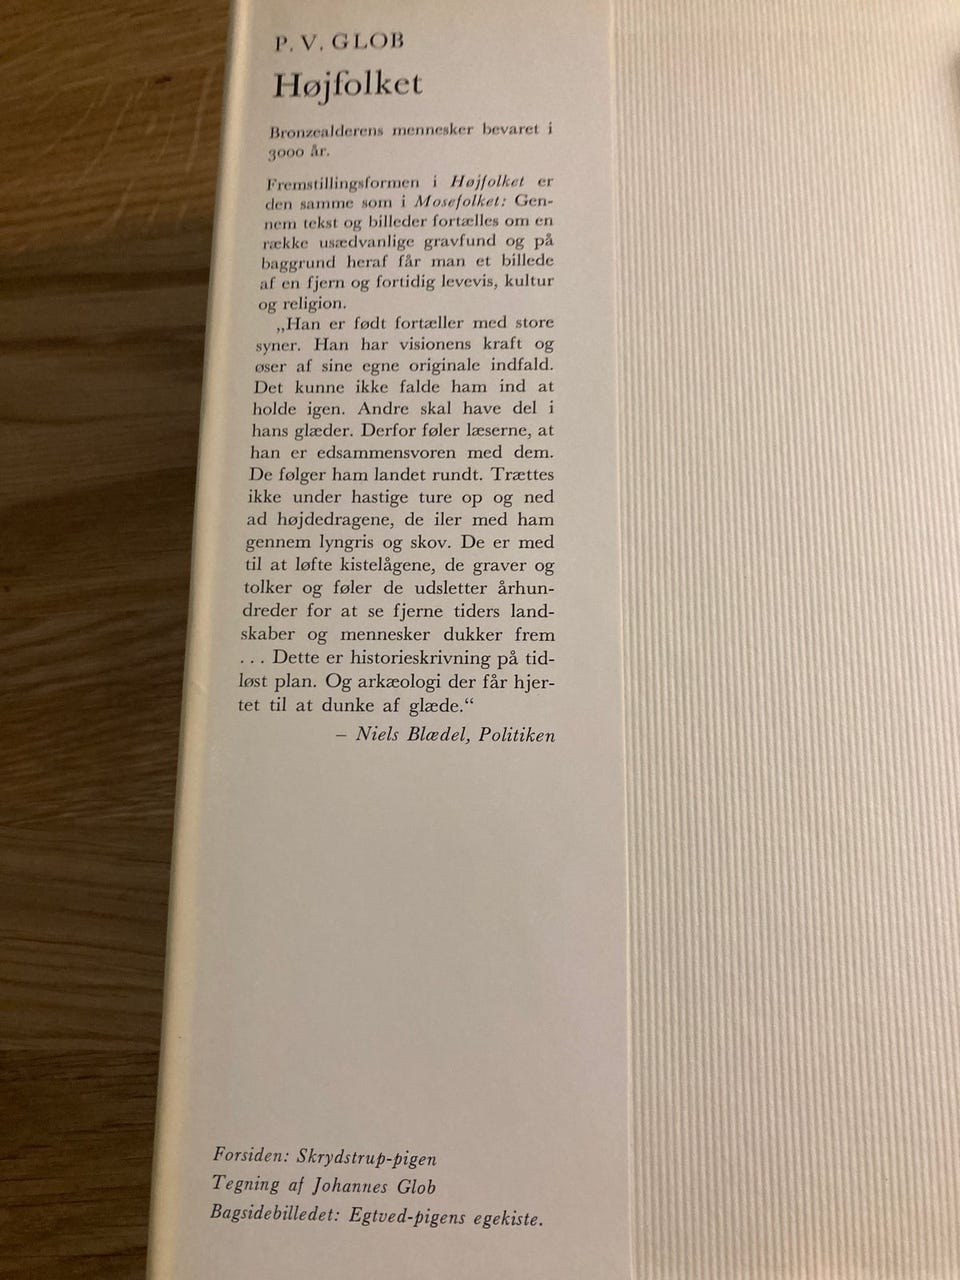 P. V. GLOB
Højfolket
Bronzealderens mennesker bevaret i
3000 år.
Fremstillingsformen i Højfolket er
den samme som i Mosefolket: Gen-
nem tekst og billeder fortælles om en
række usædvanlige gravfund og på
baggrund heraf får man et billede
af en fjern og fortidig levevis, kultur
og religion.
„Han er født fortæller med store
syner. Han har visionens kraft og
øser af sine egne originale indfald.
Det kunne ikke falde ham ind at
holde igen. Andre skal have del i
hans glæder. Derfor føler læserne, at
han er edsammensvoren med dem.
De følger ham landet rundt. Trættes
ikke under hastige ture op og ned
ad højdedragene, de iler med ham
gennem lyngris og skov. De er med
til at løfte kistelågene, de graver og
tolker og føler de udsletter århun-
dreder for at se fjerne tiders land-
skaber og mennesker dukker frem
... Dette er historieskrivning på tid-
løst plan. Og arkæologi der får hjer-
tet til at dunke af glæde.“
– Niels Blædel, Politiken
Forsiden: Skrydstrup-pigen
Tegning af Johannes Glob
Bagsidebilledet: Egtved-pigens egekiste.